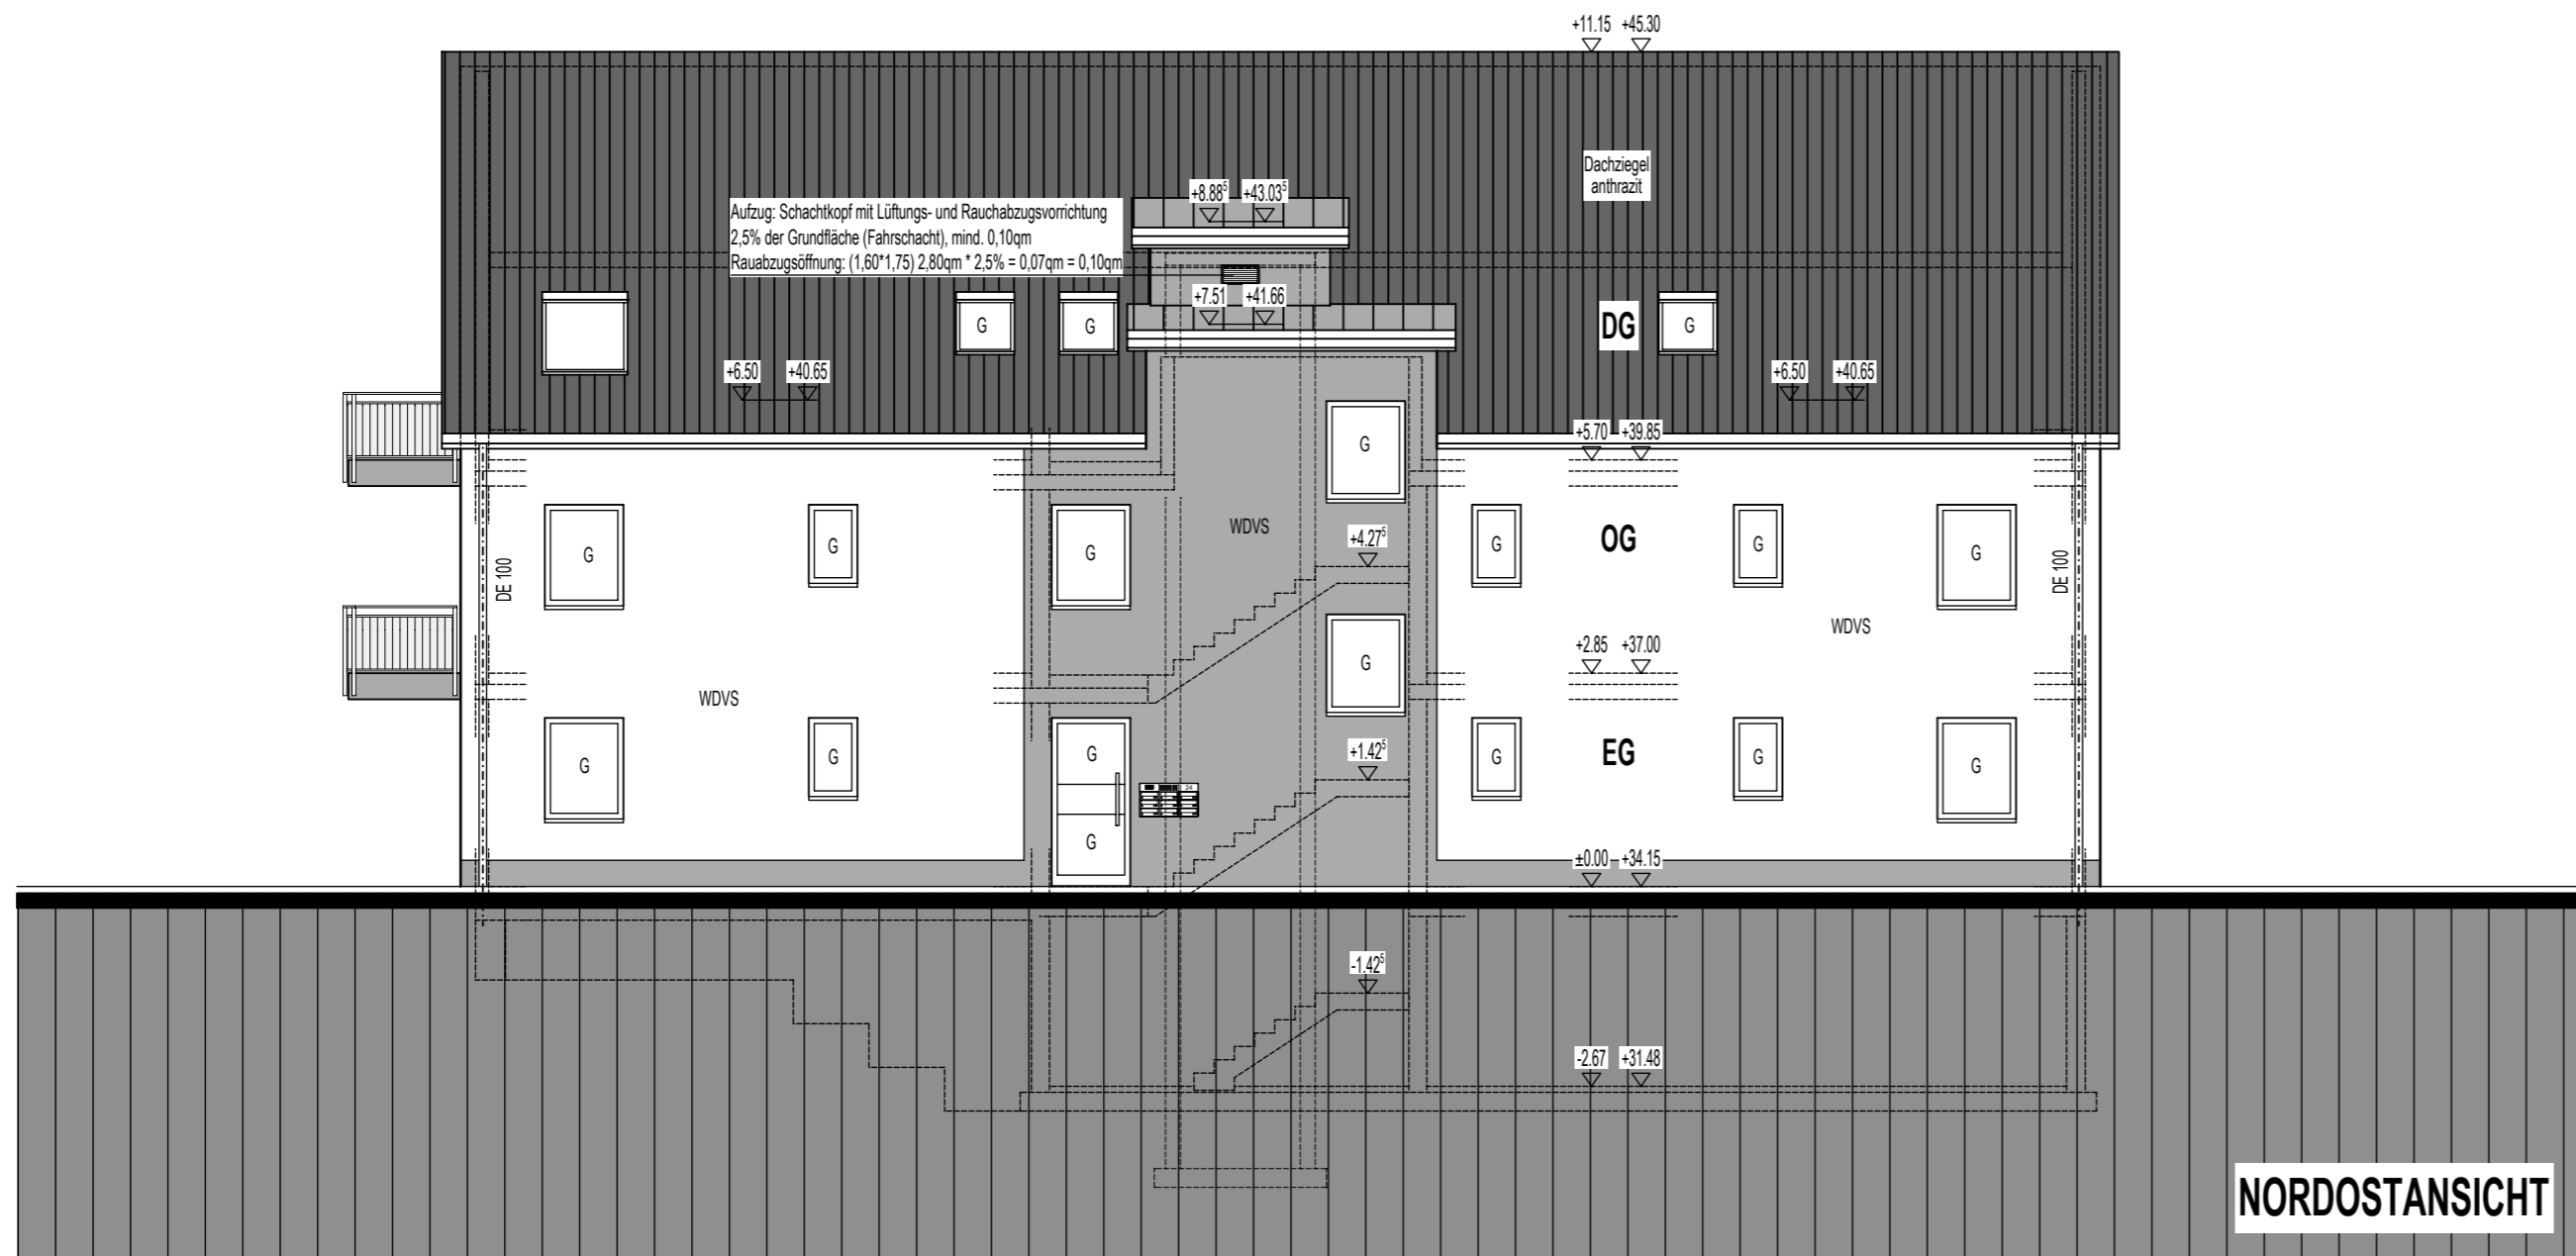 +11.15 +45.30
Dachziegel
anthrazit
+8.88⁵ +43.03⁵
Aufzug: Schachtkopf mit Lüftungs- und Rauchabzugsvorrichtung
2,5% der Grundfläche (Fahrschacht), mind. 0,10qm
Rauabzugsöffnung: (1,60*1,75) 2,80qm * 2,5% = 0,07qm = 0,10qm
+7.51 +41.66
G G DG G
+6.50 +40.65 +6.50 +40.65
+5.70 +39.85
G
WDVS
+4.27⁵
G G G G OG G G
DE 100 DE 100
WDVS
+2.85 +37.00
G
WDVS
+1.42⁵
G G G G EG G G
24
G
±0.00 +34.15
-1.42⁵
-2.67 +31.48
NORDOSTANSICHT